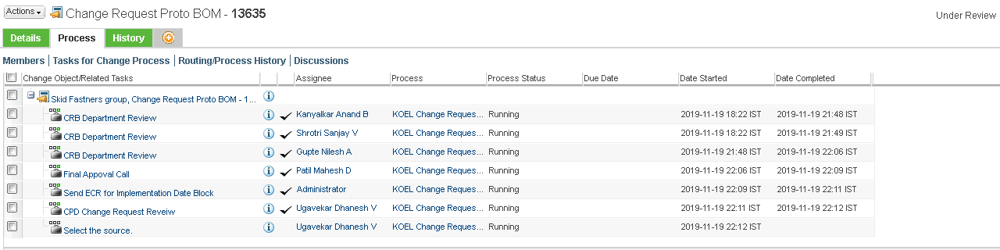 Actions Change Request Proto BOM - 13635 Under Review
Details Process History
Members Tasks for Change Process Routing/Process History Discussions
Change Object/Related Tasks Assignee Process Process Status Due Date Date Started Date Completed
Skid Fastners group, Change Request Proto BOM - 1...
CRB Department Review Kanyalkar Anand B KOEL Change Reques... Running 2019-11-19 18:22 IST 2019-11-19 21:48 IST
CRB Department Review Shrotri Sanjay V KOEL Change Reques... Running 2019-11-19 18:22 IST 2019-11-19 21:49 IST
CRB Department Review Gupte Nilesh A KOEL Change Reques... Running 2019-11-19 21:48 IST 2019-11-19 22:06 IST
Final Appoval Call Patil Mahesh D KOEL Change Reques... Running 2019-11-19 22:06 IST 2019-11-19 22:09 IST
Send ECR for Implementation Date Block Administrator KOEL Change Reques... Running 2019-11-19 22:09 IST 2019-11-19 22:11 IST
CPD Change Request Reveiw Ugavekar Dhanesh V KOEL Change Reques... Running 2019-11-19 22:11 IST 2019-11-19 22:12 IST
Select the source. Ugavekar Dhanesh V KOEL Change Reques... Running 2019-11-19 22:12 IST